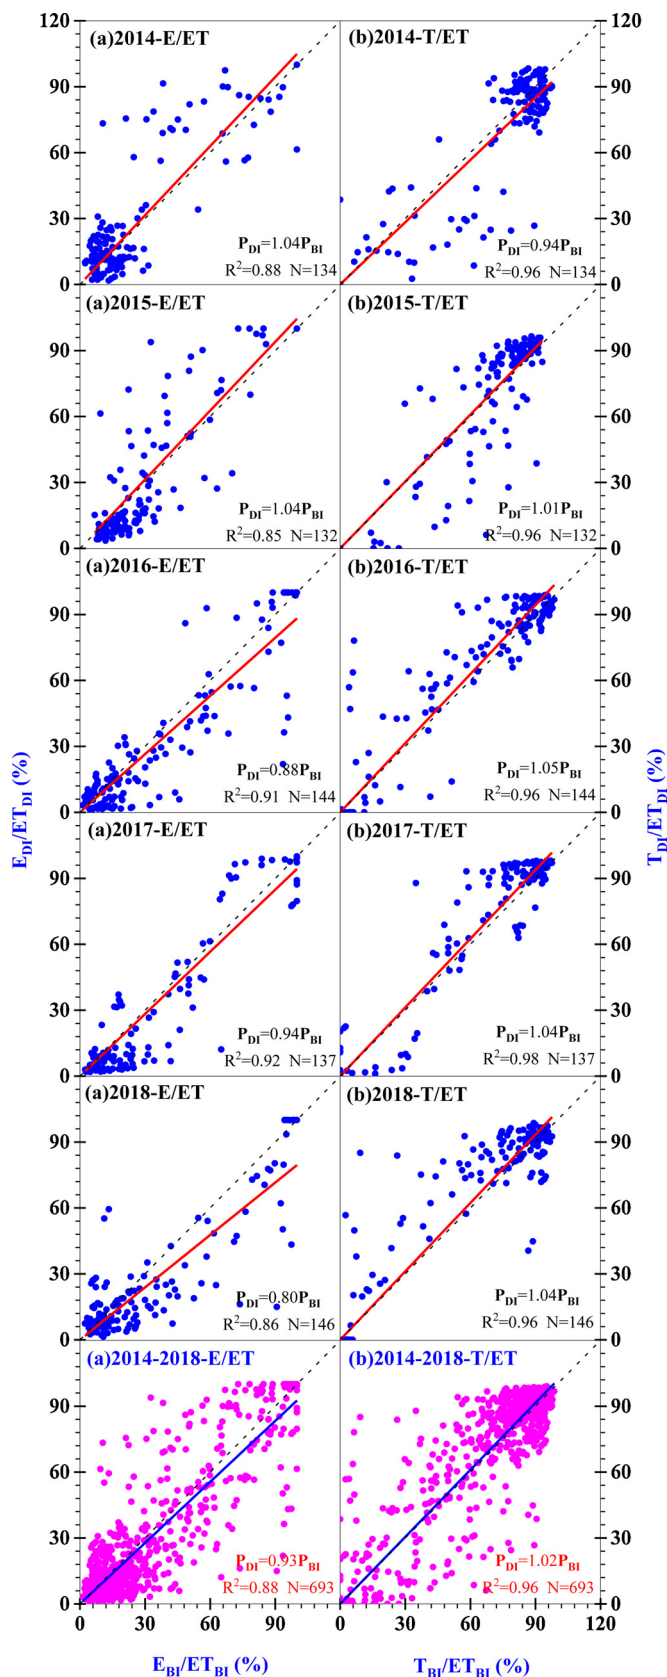 120
120
(a)2014-E/ET
(b)2014-T/ET
90
90
60
60
30
30
P_DI=1.04P_BI
P_DI=0.94P_BI
R²=0.88 N=134
R²=0.96 N=134
0
0
(a)2015-E/ET
(b)2015-T/ET
90
90
60
60
30
30
P_DI=1.04P_BI
P_DI=1.01P_BI
R²=0.85 N=132
R²=0.96 N=132
0
0
(a)2016-E/ET
(b)2016-T/ET
90
90
60
60
30
30
P_DI=0.88P_BI
P_DI=1.05P_BI
R²=0.91 N=144
R²=0.96 N=144
0
0
E_DI/ET_DI (%)
T_DI/ET_DI (%)
(a)2017-E/ET
(b)2017-T/ET
90
90
60
60
30
30
P_DI=0.94P_BI
P_DI=1.04P_BI
R²=0.92 N=137
R²=0.98 N=137
0
0
(a)2018-E/ET
(b)2018-T/ET
90
90
60
60
30
30
P_DI=0.80P_BI
P_DI=1.04P_BI
R²=0.86 N=146
R²=0.96 N=146
0
0
(a)2014-2018-E/ET
(b)2014-2018-T/ET
90
90
60
60
30
30
P_DI=0.93P_BI
P_DI=1.02P_BI
R²=0.88 N=693
R²=0.96 N=693
0
0
0 30 60 90 0 30 60 90 120
E_BI/ET_BI (%)
T_BI/ET_BI (%)